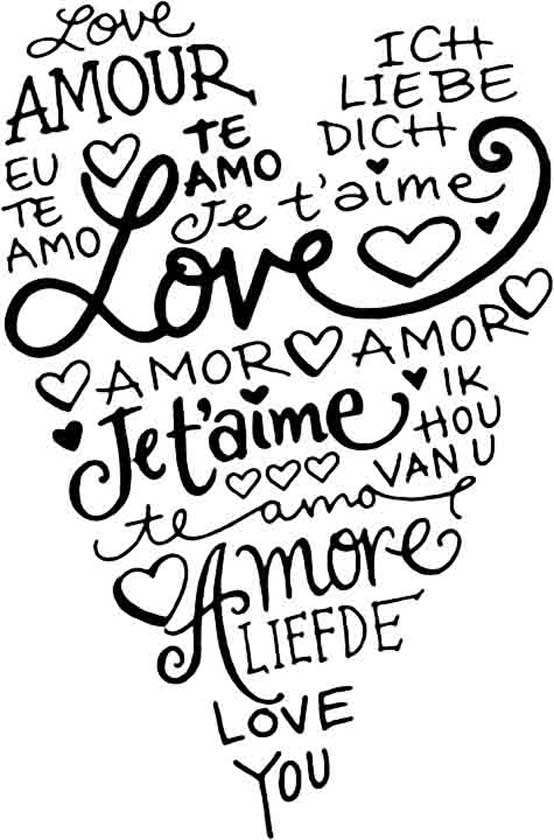 Love
AMOUR
ICH
LIEBE
DICH
EU
TE
AMO
TE
AMO
Je t'aime
Love
AMOR AMOR
Je t'aime
IK
HOU
VAN U
te amo
Amore
LIEFDE
LOVE
YOU